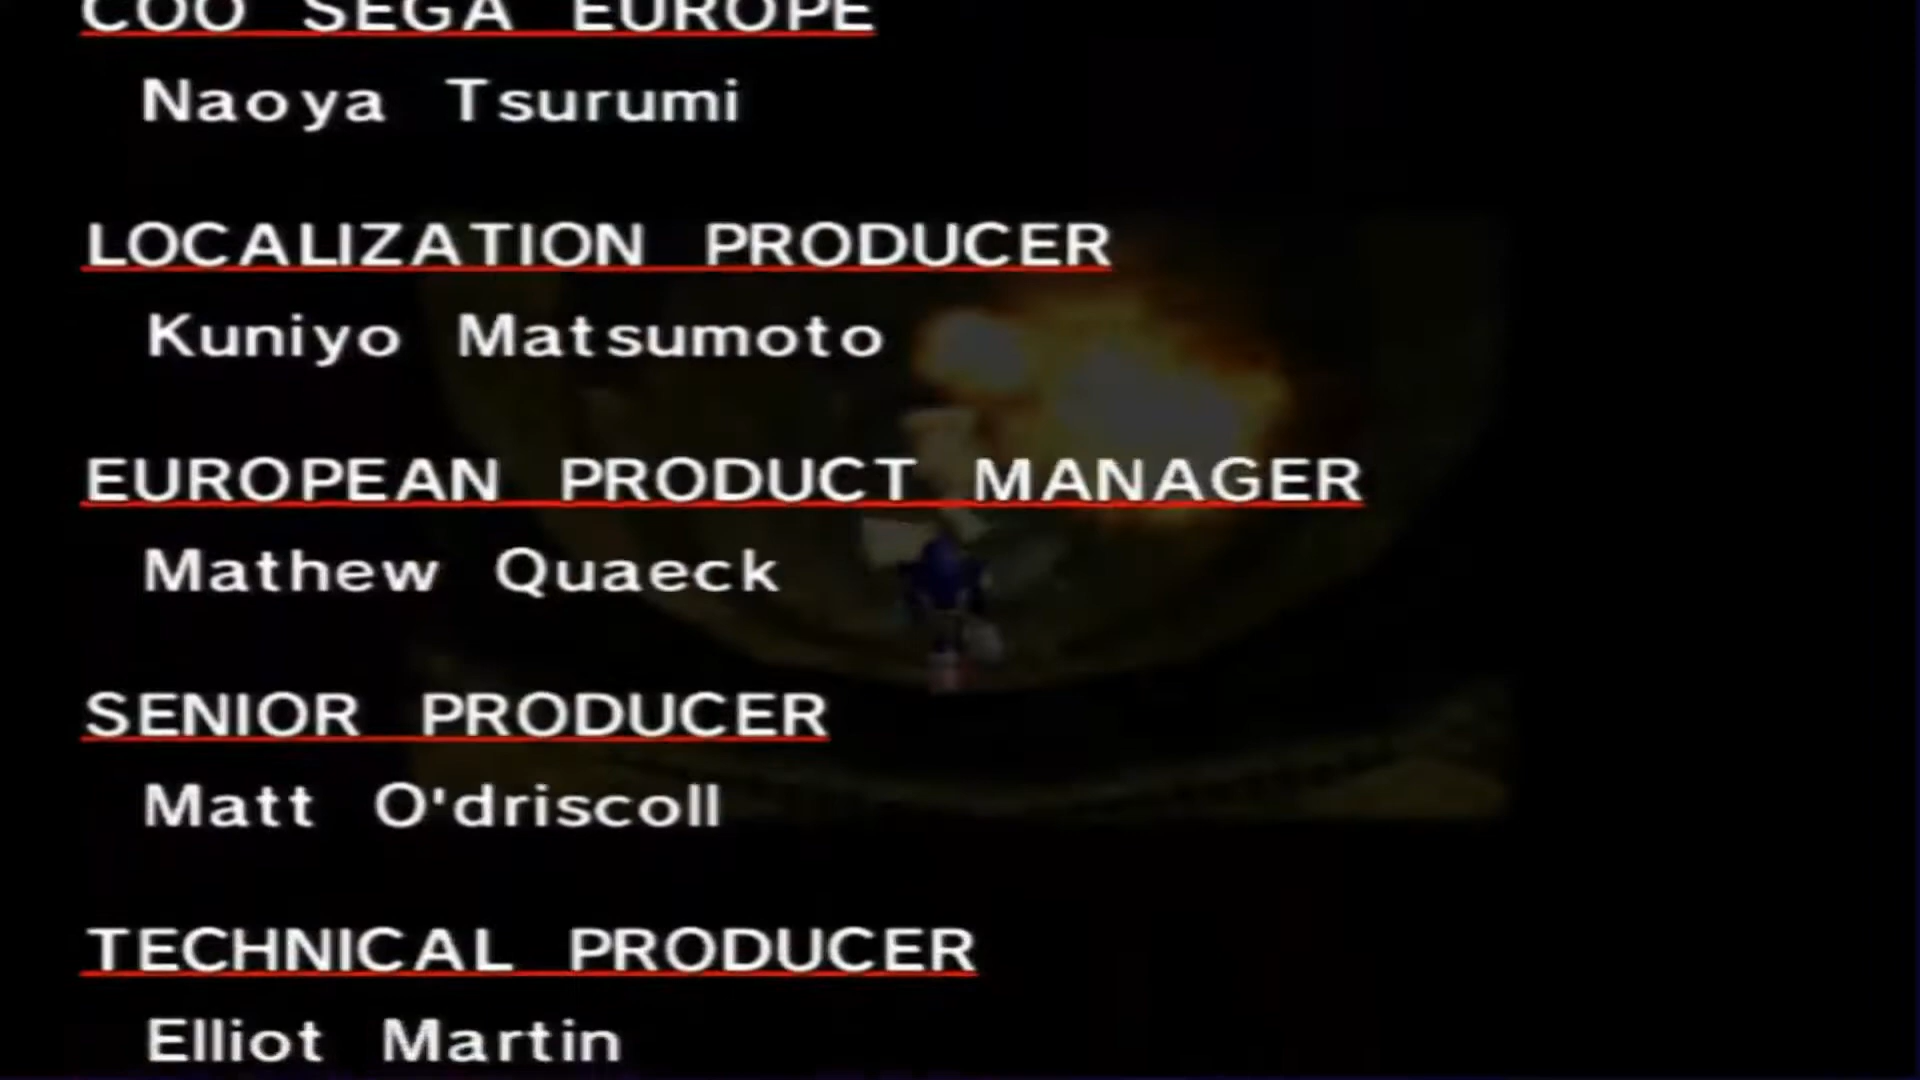 COO SEGA EUROPE
Naoya Tsurumi
LOCALIZATION PRODUCER
Kuniyo Matsumoto
EUROPEAN PRODUCT MANAGER
Mathew Quaeck
SENIOR PRODUCER
Matt O'driscoll
TECHNICAL PRODUCER
Elliot Martin